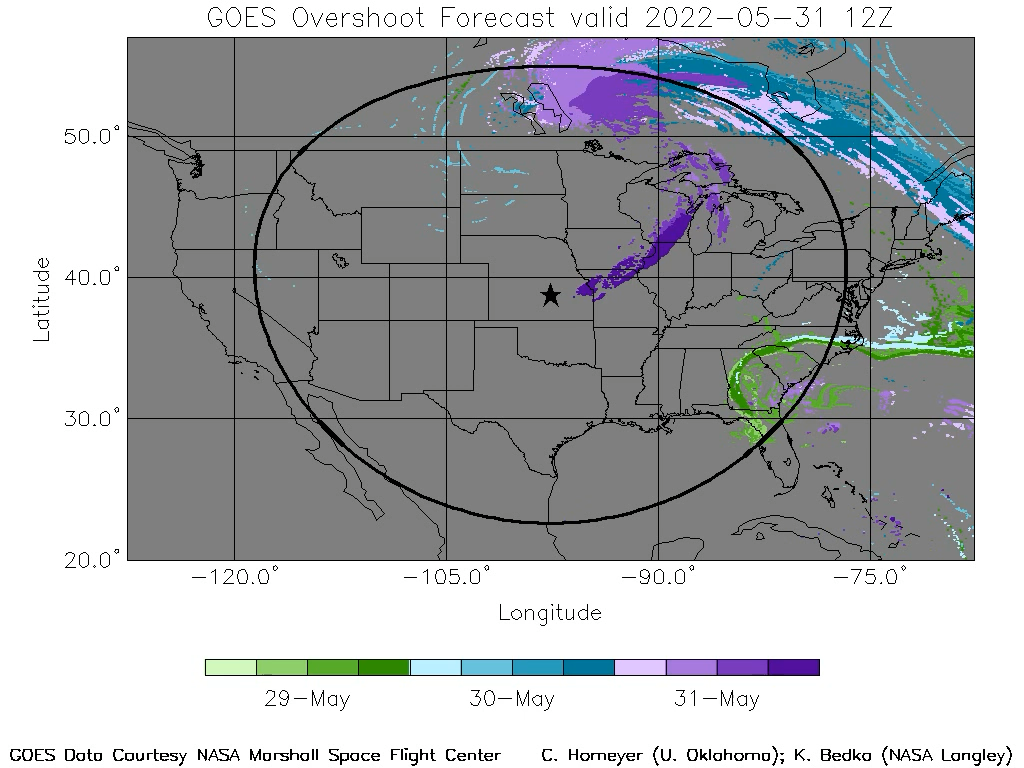 GOES Overshoot Forecast valid 2022-05-31 12Z
50.0°
40.0°
30.0°
20.0°
Latitude
-120.0° -105.0° -90.0° -75.0°
Longitude
29-May 30-May 31-May
GOES Data Courtesy NASA Marshall Space Flight Center C. Homeyer (U. Oklahoma); K. Bedka (NASA Langley)